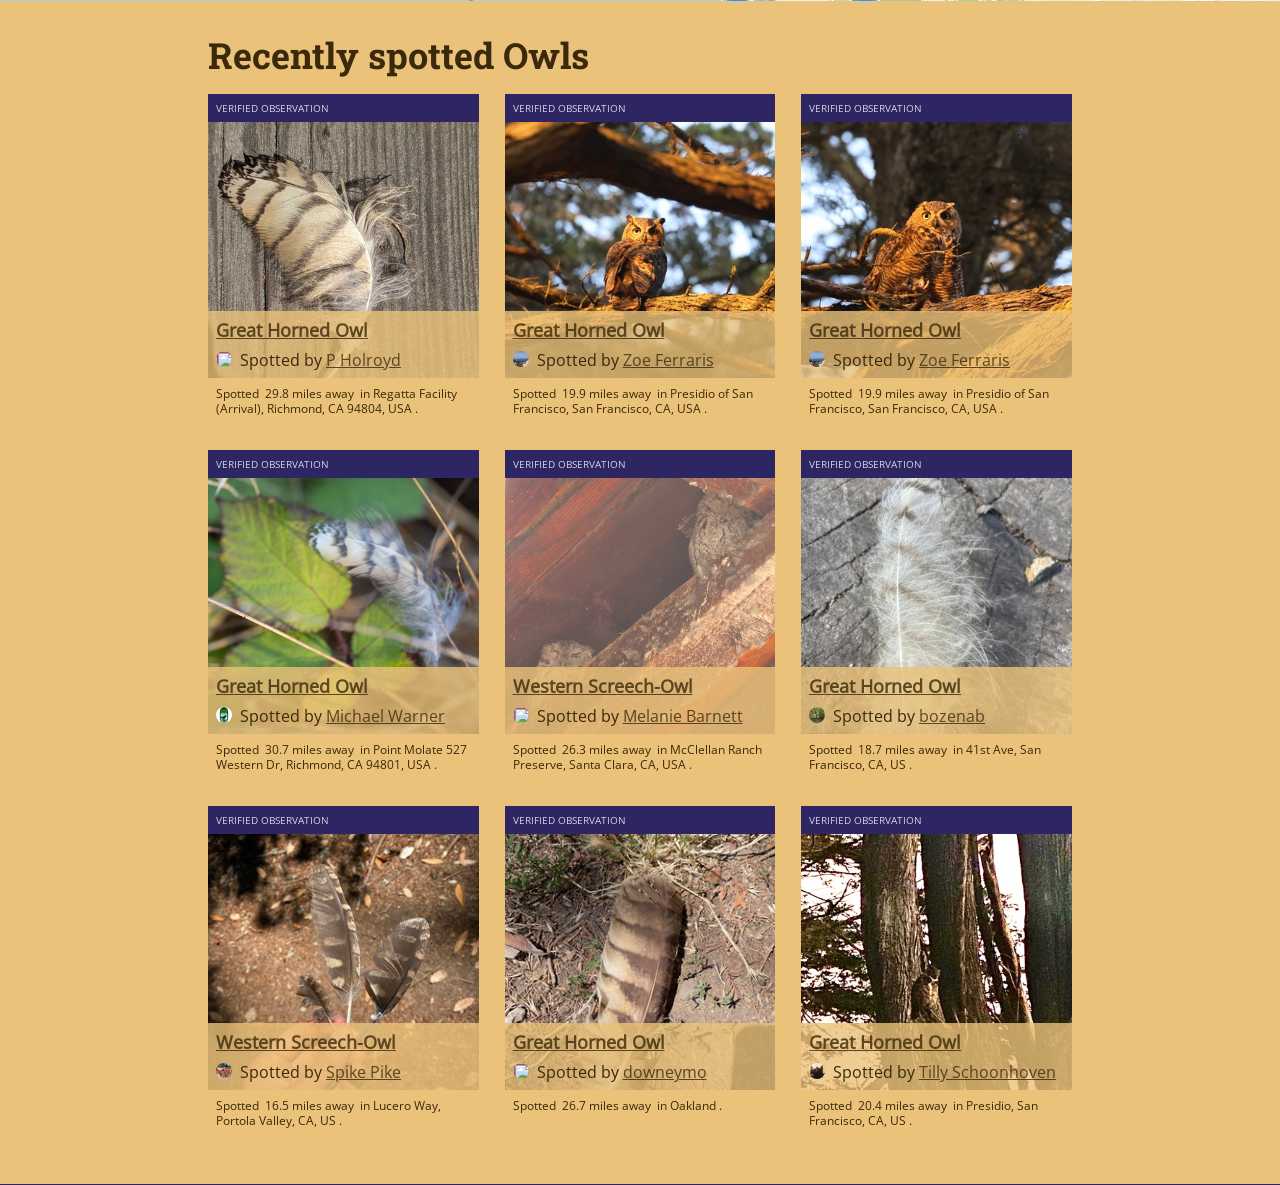 Recently spotted Owls
VERIFIED OBSERVATION
Great Horned Owl
Spotted by P Holroyd
Spotted 29.8 miles away in Regatta Facility
(Arrival), Richmond, CA 94804, USA .
VERIFIED OBSERVATION
Great Horned Owl
Spotted by Zoe Ferraris
Spotted 19.9 miles away in Presidio of San
Francisco, San Francisco, CA, USA .
VERIFIED OBSERVATION
Great Horned Owl
Spotted by Zoe Ferraris
Spotted 19.9 miles away in Presidio of San
Francisco, San Francisco, CA, USA .
VERIFIED OBSERVATION
Great Horned Owl
Spotted by Michael Warner
Spotted 30.7 miles away in Point Molate 527
Western Dr, Richmond, CA 94801, USA .
VERIFIED OBSERVATION
Western Screech-Owl
Spotted by Melanie Barnett
Spotted 26.3 miles away in McClellan Ranch
Preserve, Santa Clara, CA, USA .
VERIFIED OBSERVATION
Great Horned Owl
Spotted by bozenab
Spotted 18.7 miles away in 41st Ave, San
Francisco, CA, US .
VERIFIED OBSERVATION
Western Screech-Owl
Spotted by Spike Pike
Spotted 16.5 miles away in Lucero Way,
Portola Valley, CA, US .
VERIFIED OBSERVATION
Great Horned Owl
Spotted by downeymo
Spotted 26.7 miles away in Oakland .
VERIFIED OBSERVATION
Great Horned Owl
Spotted by Tilly Schoonhoven
Spotted 20.4 miles away in Presidio, San
Francisco, CA, US .